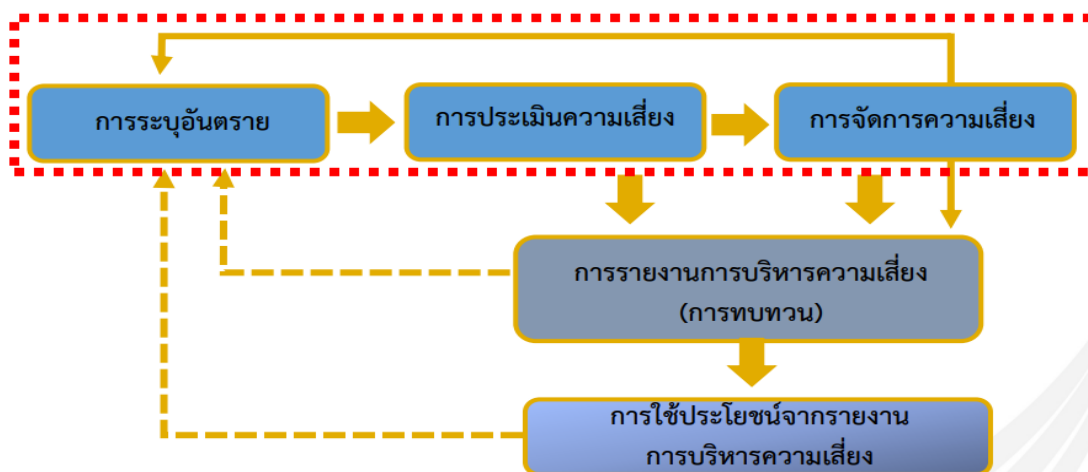 การระบุอันตราย
การประเมินความเสี่ยง
การจัดการความเสี่ยง
การรายงานการบริหารความเสี่ยง
(การทบทวน)
การใช้ประโยชน์จากรายงาน
การบริหารความเสี่ยง